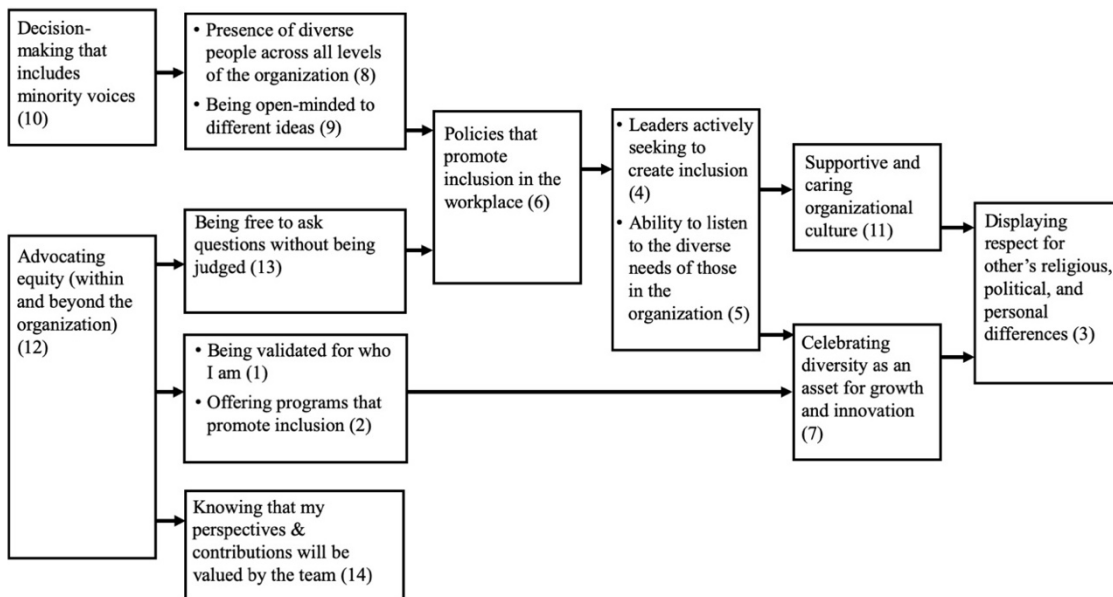 Decision-
making that
includes
minority voices
(10)
• Presence of diverse
people across all levels
of the organization (8)
• Being open-minded to
different ideas (9)
Policies that
promote
inclusion in the
workplace (6)
• Leaders actively
seeking to
create inclusion
(4)
• Ability to listen
to the diverse
needs of those
in the
organization (5)
Supportive and
caring
organizational
culture (11)
Displaying
respect for
other’s religious,
political, and
personal
differences (3)
Advocating
equity (within
and beyond the
organization)
(12)
Being free to ask
questions without being
judged (13)
• Being validated for who
I am (1)
• Offering programs that
promote inclusion (2)
Celebrating
diversity as an
asset for growth
and innovation
(7)
Knowing that my
perspectives &
contributions will be
valued by the team (14)